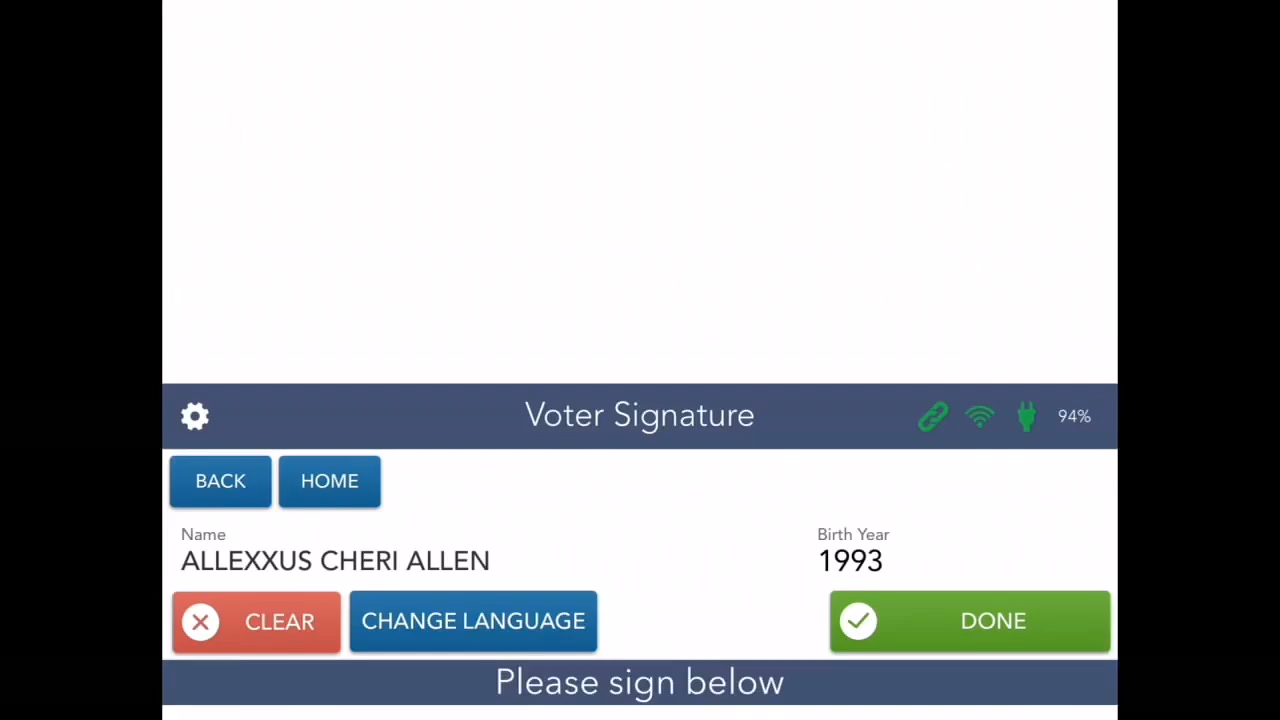 Voter Signature
94%
BACK
HOME
Name
Birth Year
ALLEXXUS CHERI ALLEN
1993
CLEAR
CHANGE LANGUAGE
DONE
Please sign below